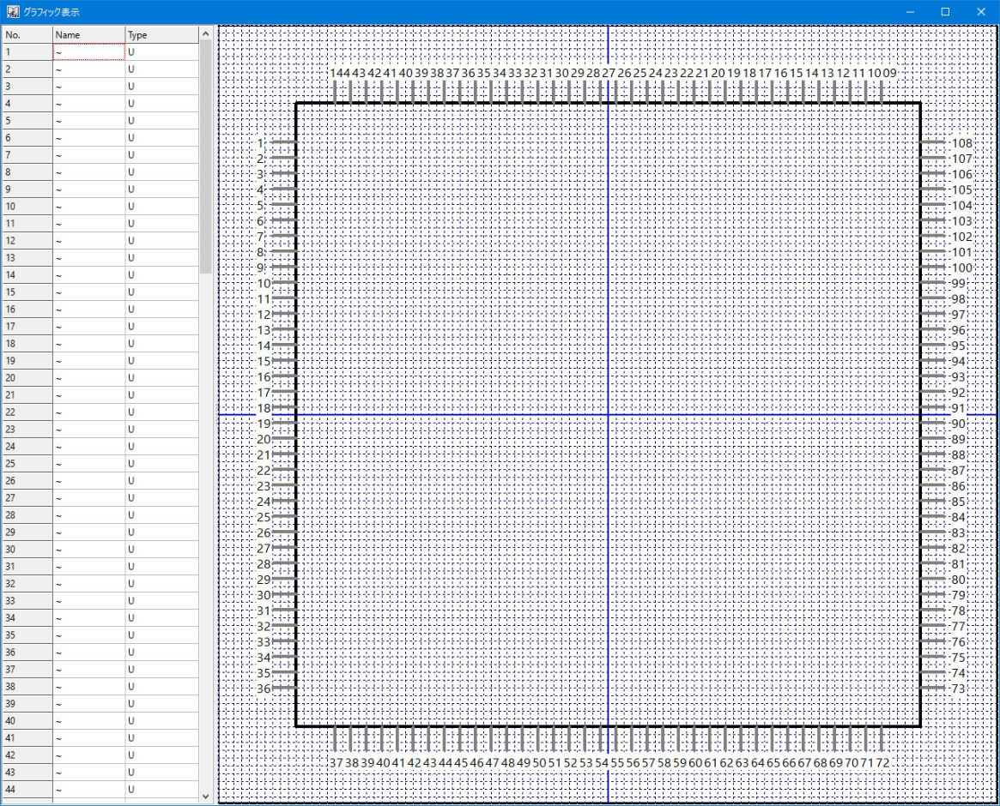 グラフィック表示
No. Name Type
1 ~ U
2 ~ U
3 ~ U
4 ~ U
5 ~ U
6 ~ U
7 ~ U
8 ~ U
9 ~ U
10 ~ U
11 ~ U
12 ~ U
13 ~ U
14 ~ U
15 ~ U
16 ~ U
17 ~ U
18 ~ U
19 ~ U
20 ~ U
21 ~ U
22 ~ U
23 ~ U
24 ~ U
25 ~ U
26 ~ U
27 ~ U
28 ~ U
29 ~ U
30 ~ U
31 ~ U
32 ~ U
33 ~ U
34 ~ U
35 ~ U
36 ~ U
37 ~ U
38 ~ U
39 ~ U
40 ~ U
41 ~ U
42 ~ U
43 ~ U
44 ~ U
144 43 42 41 40 39 38 37 36 35 34 33 32 31 30 29 28 27 26 25 24 23 22 21 20 19 18 17 16 15 14 13 12 11 10 09
1 108
2 107
3 106
4 105
5 104
6 103
7 102
8 101
9 100
10 99
11 98
12 97
13 96
14 95
15 94
16 93
17 92
18 91
19 90
20 89
21 88
22 87
23 86
24 85
25 84
26 83
27 82
28 81
29 80
30 79
31 78
32 77
33 76
34 75
35 74
36 73
37 38 39 40 41 42 43 44 45 46 47 48 49 50 51 52 53 54 55 56 57 58 59 60 61 62 63 64 65 66 67 68 69 70 71 72